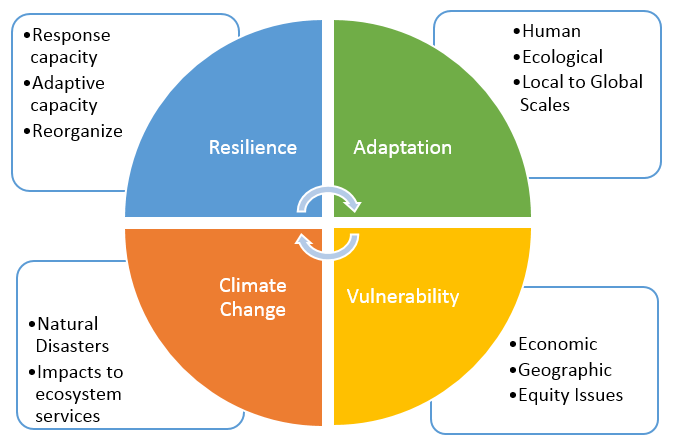 •Response
capacity
•Adaptive
capacity
•Reorganize
•Human
•Ecological
•Local to Global
Scales
Resilience
Adaptation
Climate
Change
Vulnerability
•Natural
Disasters
•Impacts to
ecosystem
services
•Economic
•Geographic
•Equity Issues